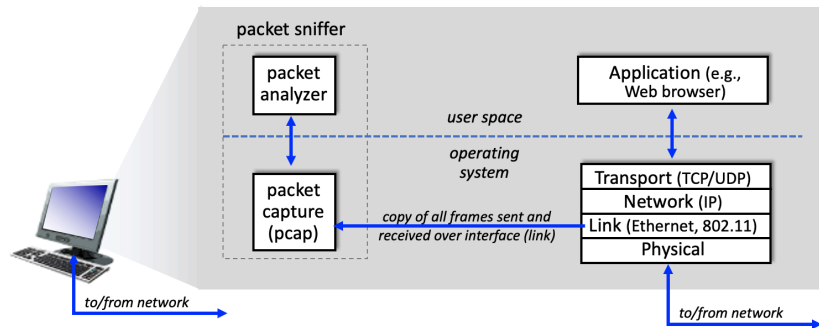 packet sniffer
packet
analyzer
Application (e.g.,
Web browser)
user space
operating
system
packet
capture
(pcap)
copy of all frames sent and
received over interface (link)
Transport (TCP/UDP)
Network (IP)
Link (Ethernet, 802.11)
Physical
to/from network
to/from network